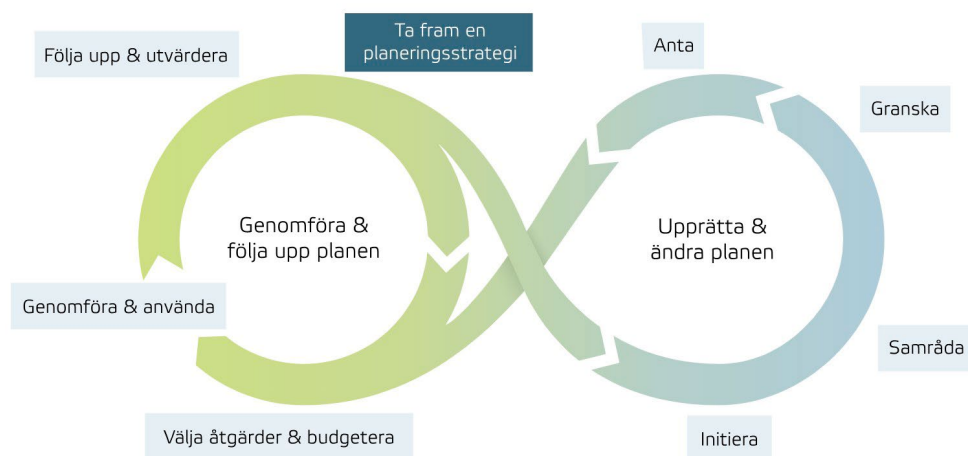 Ta fram en
planeringsstrategi
Följa upp & utvärdera
Anta
Granska
Genomföra &
följa upp planen
Upprätta &
ändra planen
Genomföra & använda
Samråda
Välja åtgärder & budgetera
Initiera